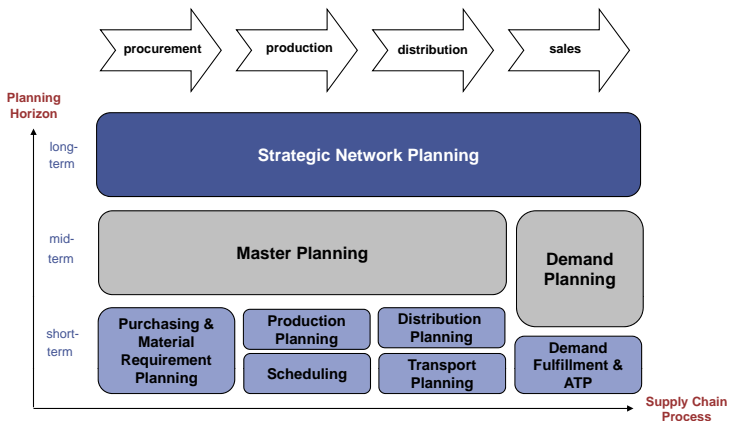 procurement
production
distribution
sales
Planning
Horizon
long-
term
Strategic Network Planning
mid-
term
Master Planning
Demand
Planning
short-
term
Purchasing &
Material
Requirement
Planning
Production
Planning
Scheduling
Distribution
Planning
Transport
Planning
Demand
Fulfillment &
ATP
Supply Chain
Process